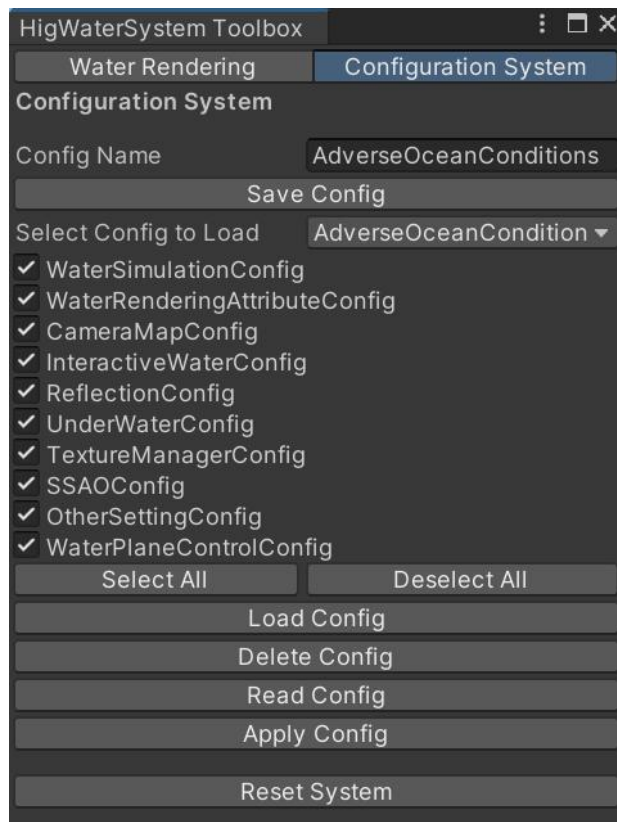 HigWaterSystem Toolbox
Water Rendering Configuration System
Configuration System
Config Name AdverseOceanConditions
Save Config
Select Config to Load AdverseOceanCondition
WaterSimulationConfig
WaterRenderingAttributeConfig
CameraMapConfig
InteractiveWaterConfig
ReflectionConfig
UnderWaterConfig
TextureManagerConfig
SSAOConfig
OtherSettingConfig
WaterPlaneControlConfig
Select All Deselect All
Load Config
Delete Config
Read Config
Apply Config
Reset System